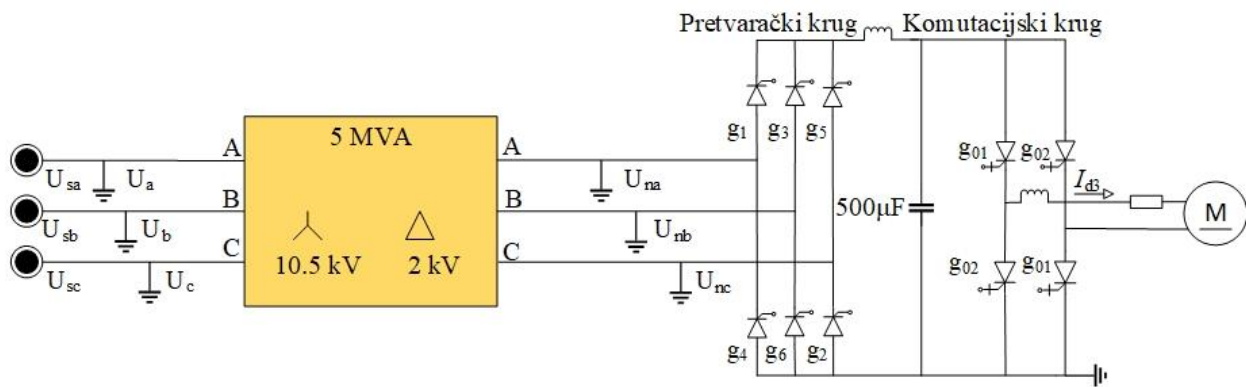 Pretvarački krug Komutacijski krug
5 MVA
A A
g₁ g₃ g₅
U_sa U_a U_na
g₀₁ g₀₂
I_d3
B B
500μF
M
U_sb U_b U_nb
C C
10.5 kV 2 kV
g₀₂ g₀₁
U_sc U_c U_nc
g₄ g₆ g₂